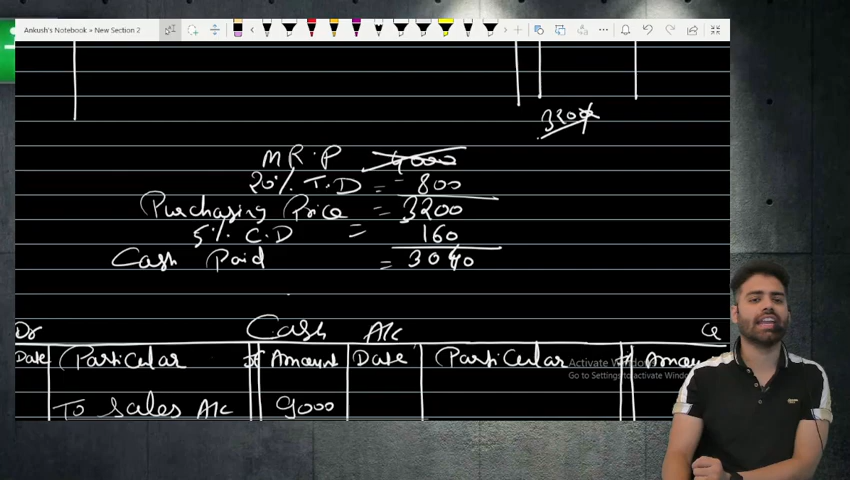 Ankush's Notebook » New Section 2
3200
M R.P 4000
20% T.D = - 800
Purchasing Price = 3200
5% C.D = 160
Cash Paid = 3040
Dr Cash A/c Cr
Date Particular Amount Date Particular Amount
Activate Windows
Go to Settings to activate Windows.
To Sales A/c 9000